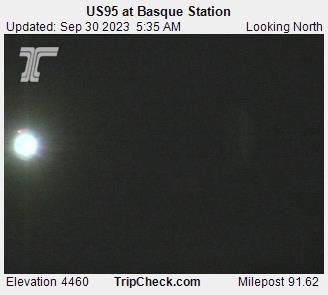 US95 at Basque Station
Updated: Sep 30 2023 5:35 AM Looking North
Elevation 4460 TripCheck.com Milepost 91.62